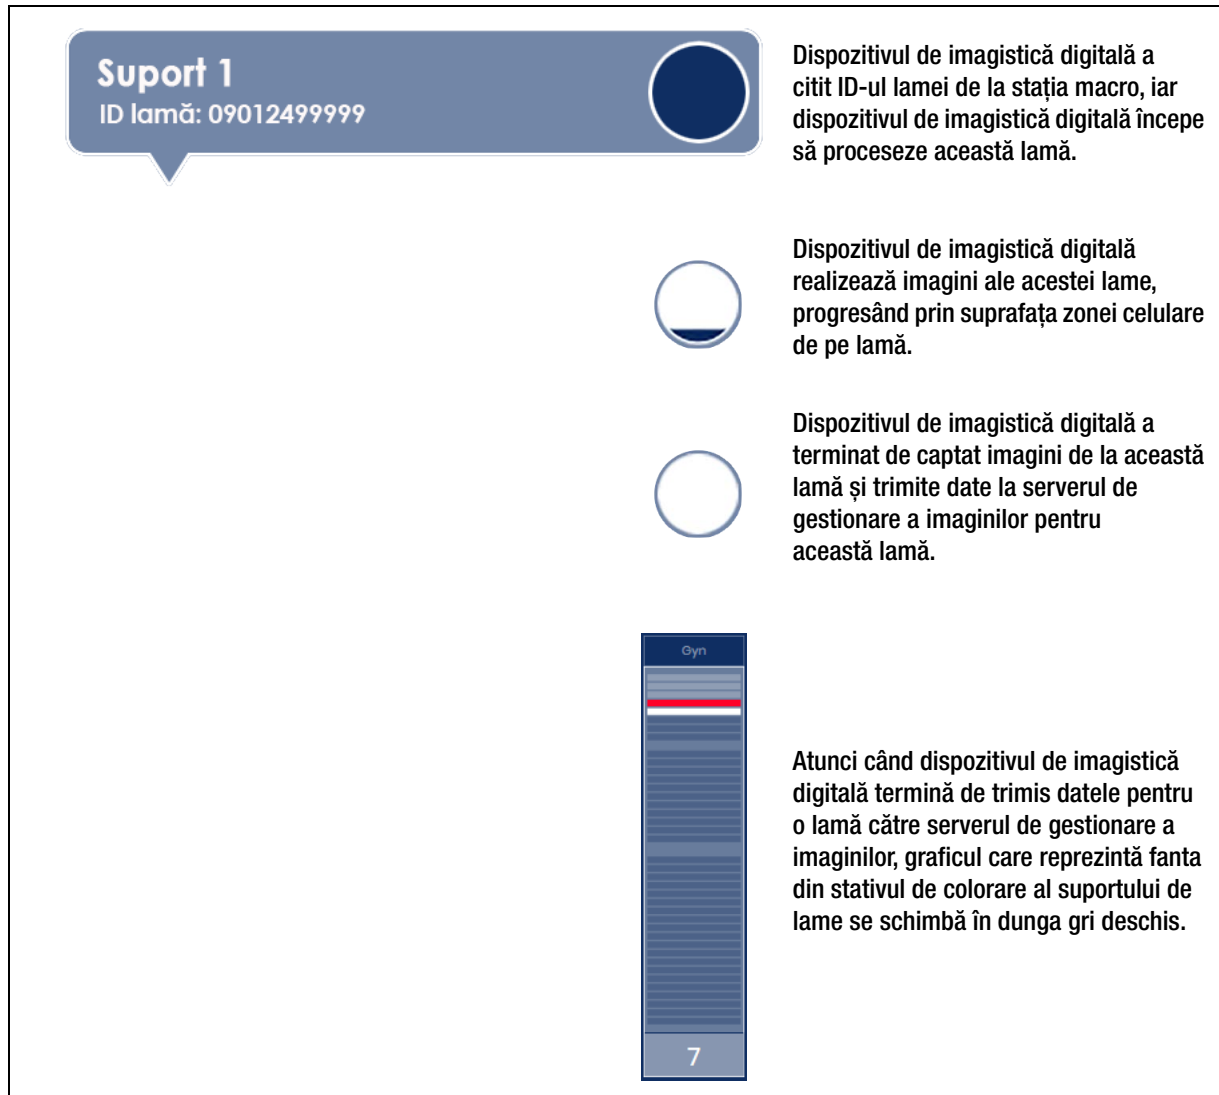 Suport 1
ID lamă: 09012499999
Dispozitivul de imagistică digitală a
citit ID-ul lamei de la stația macro, iar
dispozitivul de imagistică digitală începe
să proceseze această lamă.
Dispozitivul de imagistică digitală
realizează imagini ale acestei lame,
progresând prin suprafața zonei celulare
de pe lamă.
Dispozitivul de imagistică digitală a
terminat de captat imagini de la această
lamă și trimite date la serverul de
gestionare a imaginilor pentru
această lamă.
Gyn
7
Atunci când dispozitivul de imagistică
digitală termină de trimis datele pentru
o lamă către serverul de gestionare a
imaginilor, graficul care reprezintă fanta
din stativul de colorare al suportului de
lame se schimbă în dunga gri deschis.